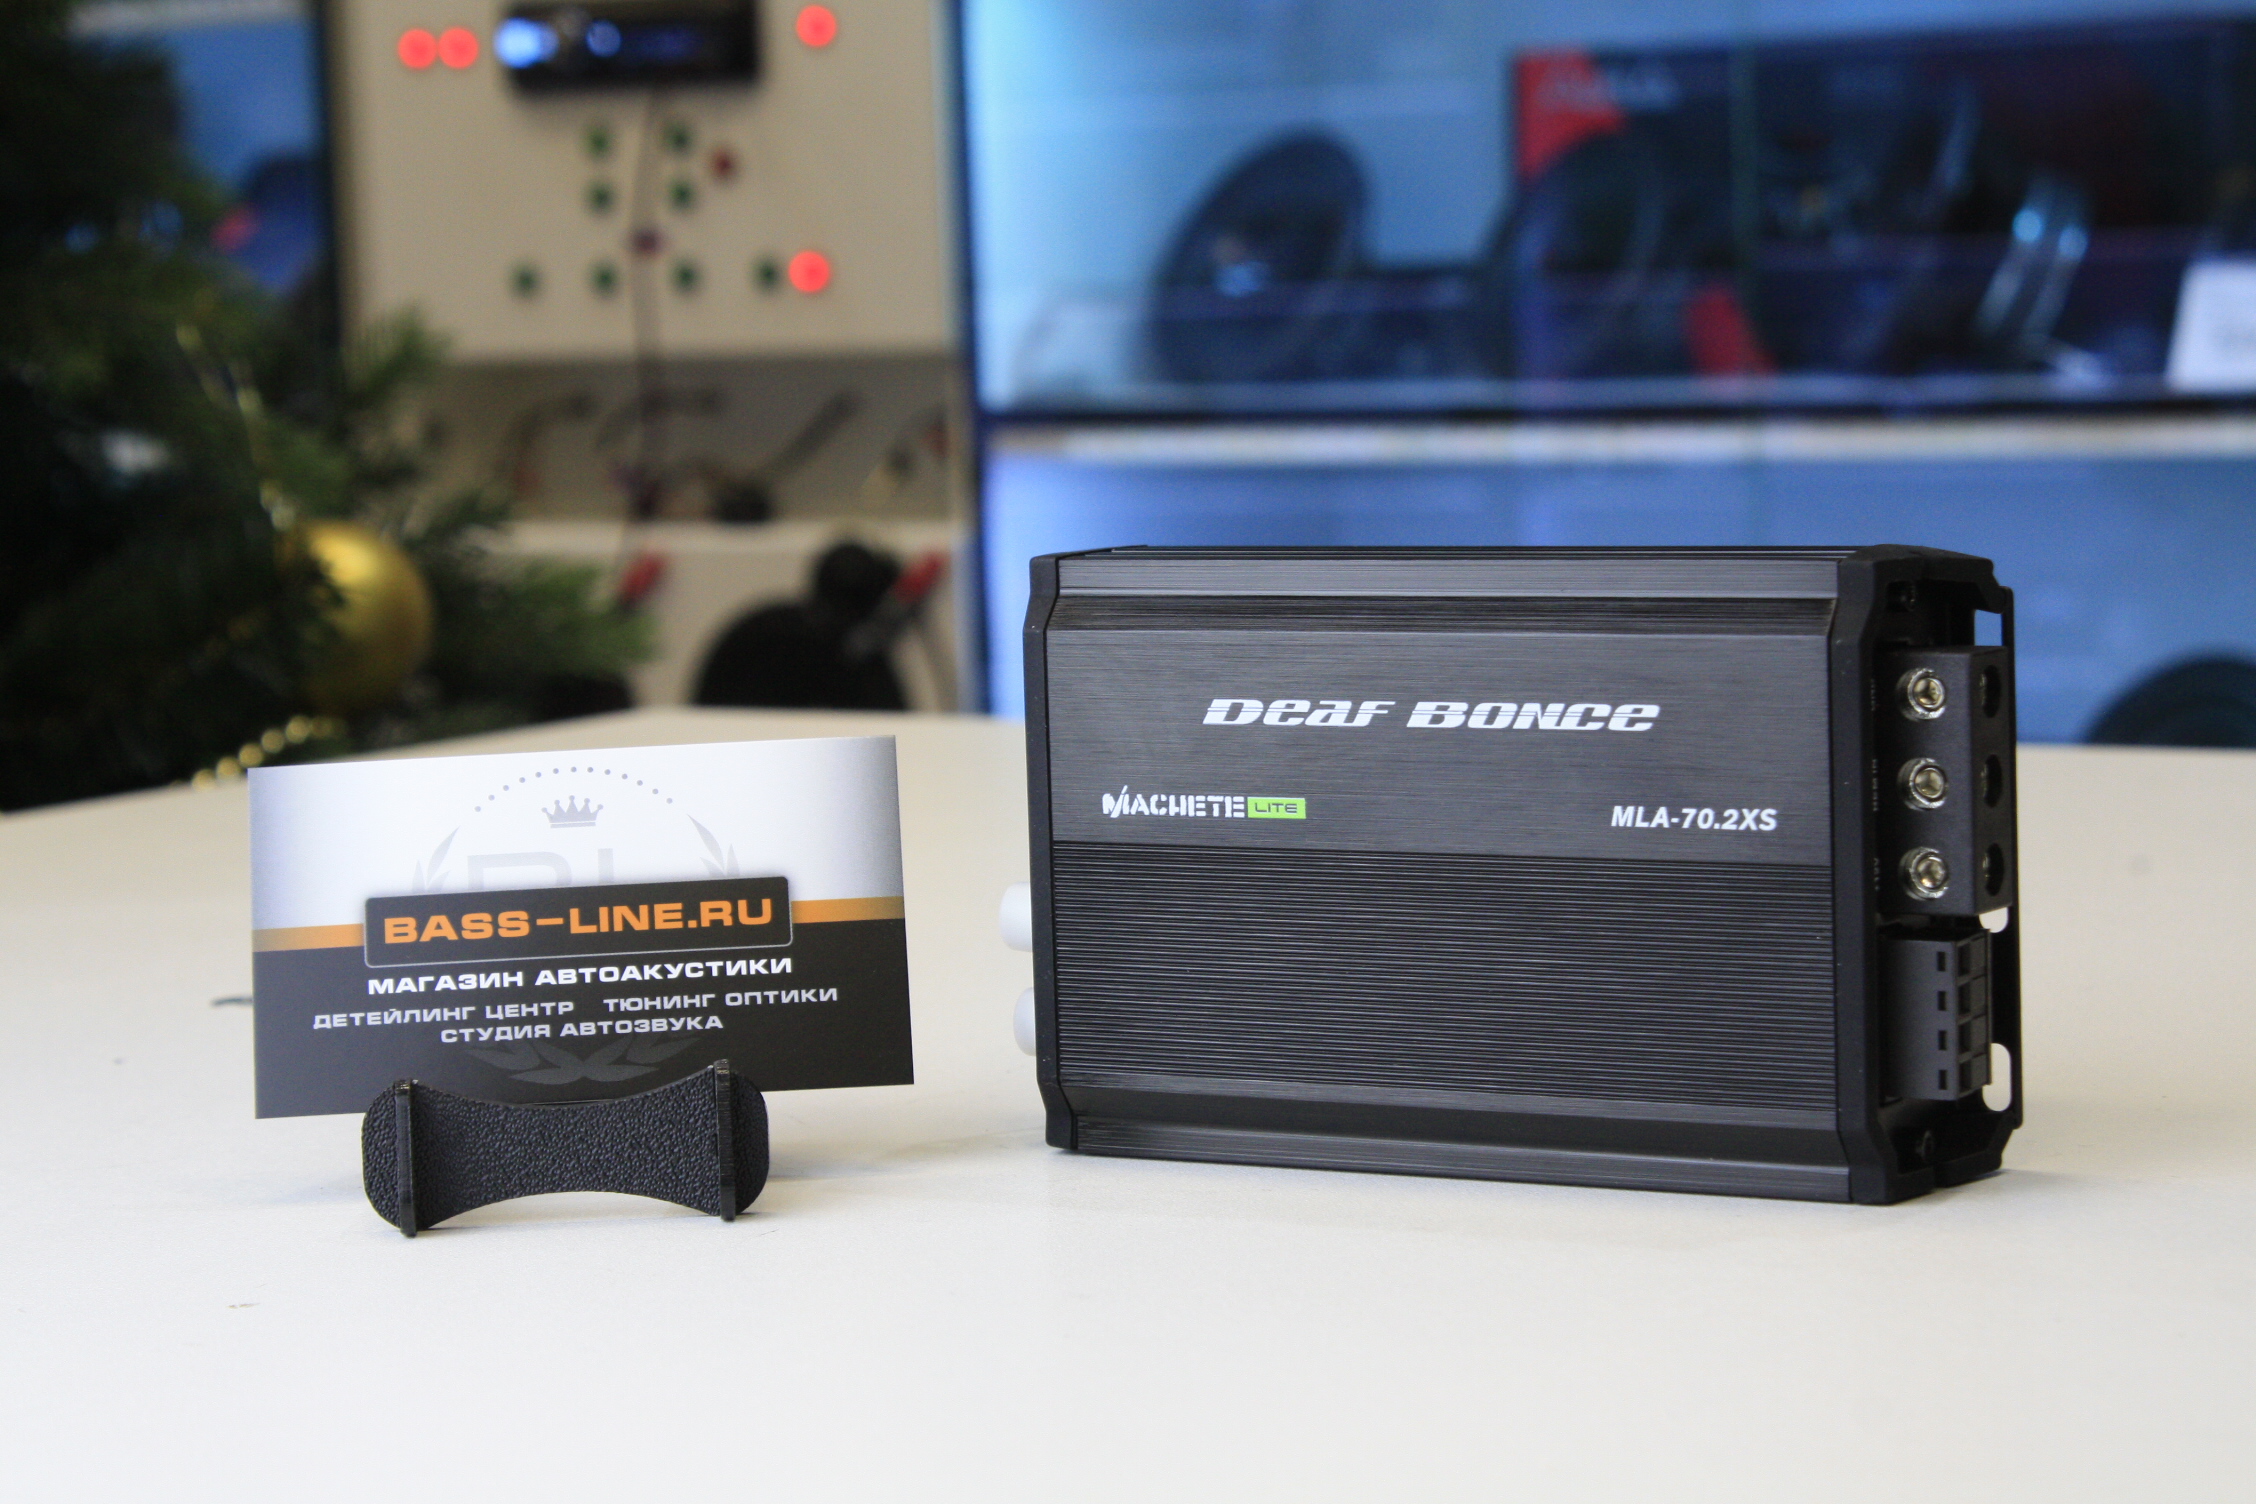 BASS-LINE.RU
МАГАЗИН АВТОАКУСТИКИ
ДЕТЕЙЛИНГ ЦЕНТР ТЮНИНГ ОПТИКИ
СТУДИЯ АВТОЗВУКА
DEAF BONCE
MACHETE LITE
MLA-70.2XS